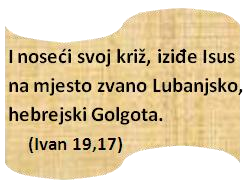 I noseći svoj križ, iziđe Isus
na mjesto zvano Lubanjsko,
hebrejski Golgota.
(Ivan 19,17)